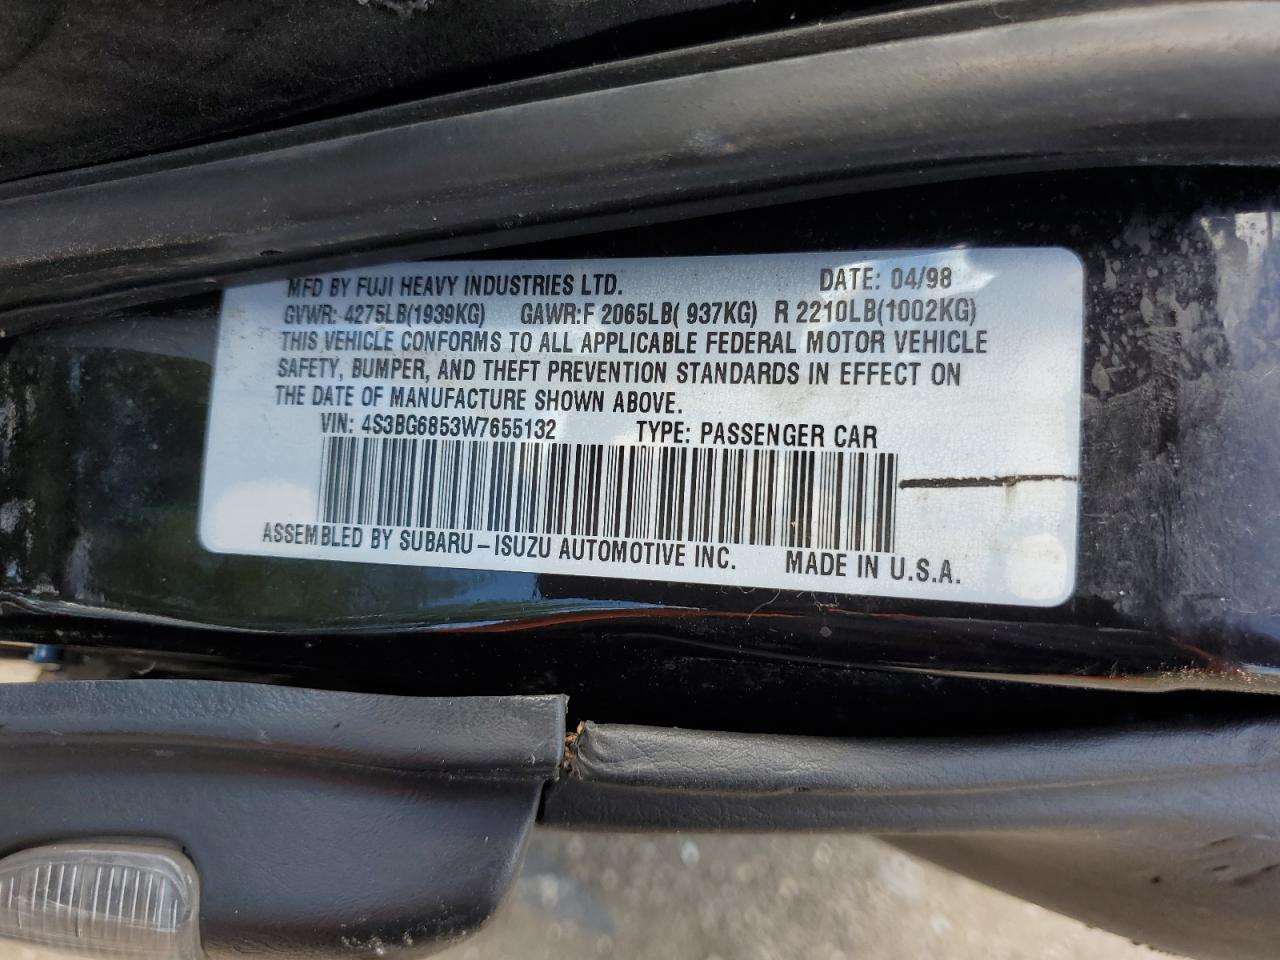 MFD BY FUJI HEAVY INDUSTRIES LTD. DATE: 04/98
GVWR: 4275LB(1939KG) GAWR:F 2065LB( 937KG) R 2210LB(1002KG)
THIS VEHICLE CONFORMS TO ALL APPLICABLE FEDERAL MOTOR VEHICLE
SAFETY, BUMPER, AND THEFT PREVENTION STANDARDS IN EFFECT ON
THE DATE OF MANUFACTURE SHOWN ABOVE.
VIN: 4S3BG6853W7655132 TYPE: PASSENGER CAR
ASSEMBLED BY SUBARU-ISUZU AUTOMOTIVE INC. MADE IN U.S.A.